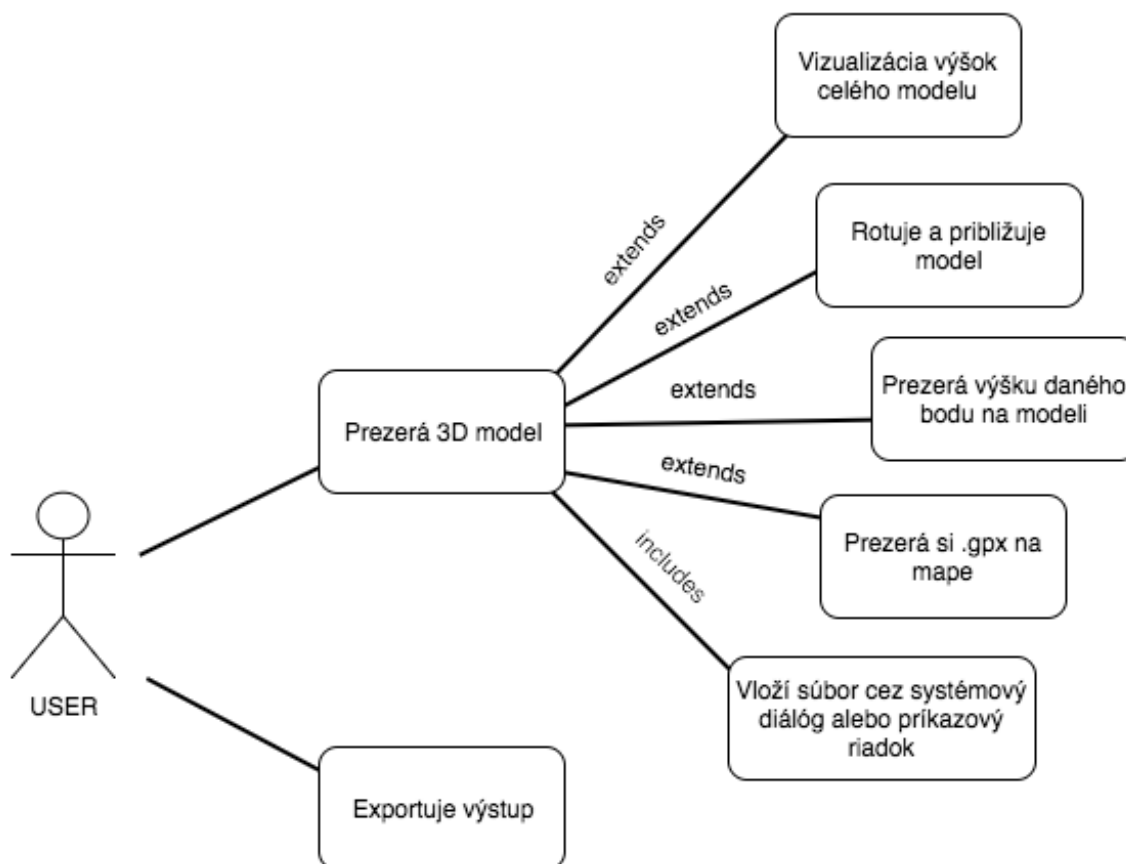 Vizualizácia výšok
celého modelu
extends
Rotuje a približuje
model
extends
Prezerá výšku daného
bodu na modeli
extends
Prezerá 3D model
extends
Prezerá si .gpx na
mape
includes
Vloží súbor cez systémový
diálóg alebo príkazový
riadok
USER
Exportuje výstup